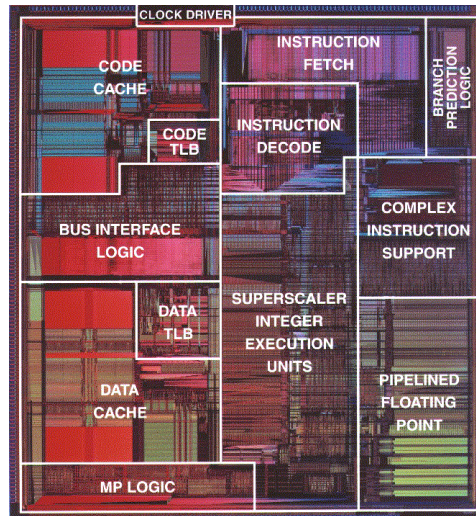 CLOCK DRIVER
CODE
CACHE
CODE
TLB
INSTRUCTION
FETCH
BRANCH
PREDICTION
LOGIC
INSTRUCTION
DECODE
BUS INTERFACE
LOGIC
COMPLEX
INSTRUCTION
SUPPORT
DATA
TLB
DATA
CACHE
SUPERSCALER
INTEGER
EXECUTION
UNITS
PIPELINED
FLOATING
POINT
MP LOGIC